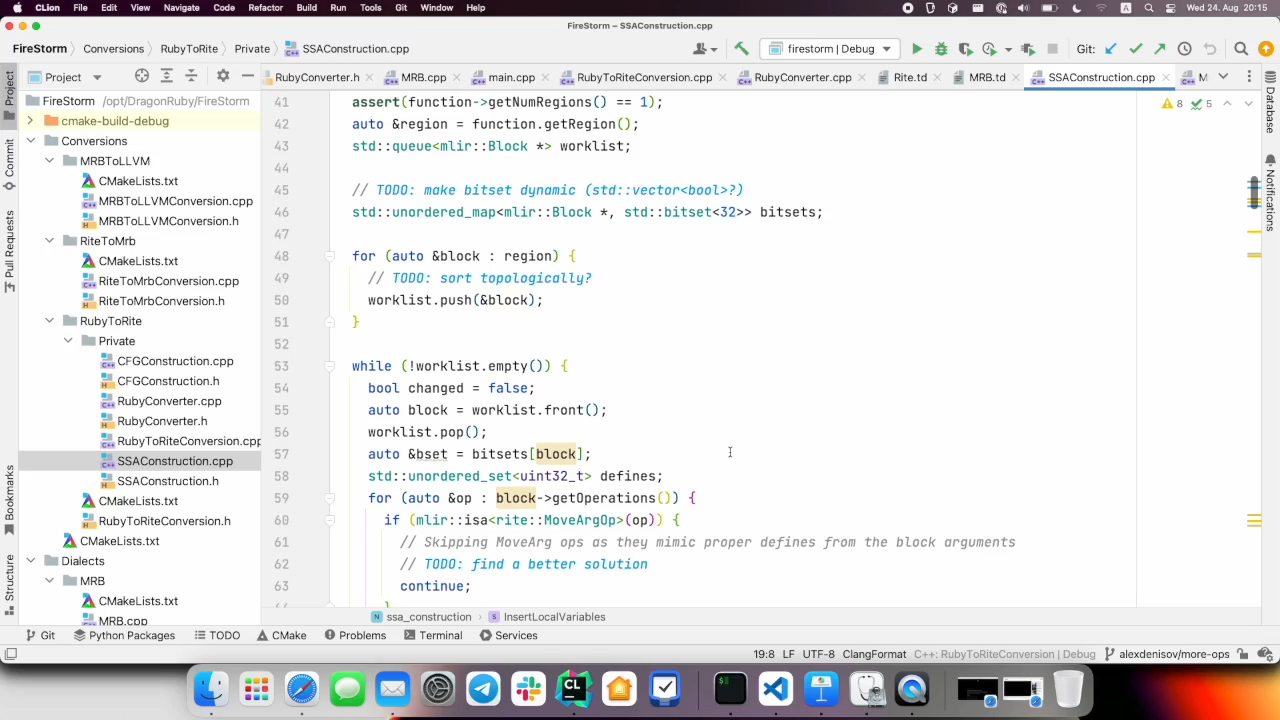 CLion File Edit View Navigate Code Refactor Build Run Tools Git Window Help A Wed 24. Aug 20:15
FireStorm – SSAConstruction.cpp
FireStorm Conversions RubyToRite Private SSAConstruction.cpp firestorm | Debug Git:
Project RubyConverter.h MRB.cpp main.cpp RubyToRiteConversion.cpp RubyConverter.cpp Rite.td MRB.td SSAConstruction.cpp M
Project
Commit
Pull Requests
Bookmarks
Structure
FireStorm /opt/DragonRuby/FireStorm
cmake-build-debug
Conversions
MRBToLLVM
CMakeLists.txt
MRBToLLVMConversion.cpp
MRBToLLVMConversion.h
RiteToMrb
CMakeLists.txt
RiteToMrbConversion.cpp
RiteToMrbConversion.h
RubyToRite
Private
CFGConstruction.cpp
CFGConstruction.h
RubyConverter.cpp
RubyConverter.h
RubyToRiteConversion.cpp
SSAConstruction.cpp
SSAConstruction.h
CMakeLists.txt
RubyToRiteConversion.h
CMakeLists.txt
Dialects
MRB
CMakeLists.txt
MRB.cpp
8 5
41 assert(function->getNumRegions() == 1);
42 auto &region = function.getRegion();
43 std::queue<mlir::Block *> worklist;
44
45 // TODO: make bitset dynamic (std::vector<bool>?)
46 std::unordered_map<mlir::Block *, std::bitset<32>> bitsets;
47
48 for (auto &block : region) {
49 // TODO: sort topologically?
50 worklist.push(&block);
51 }
52
53 while (!worklist.empty()) {
54 bool changed = false;
55 auto block = worklist.front();
56 worklist.pop();
57 auto &bset = bitsets[block];
58 std::unordered_set<uint32_t> defines;
59 for (auto &op : block->getOperations()) {
60 if (mlir::isa<rite::MoveArgOp>(op)) {
61 // Skipping MoveArg ops as they mimic proper defines from the block arguments
62 // TODO: find a better solution
63 continue;
}
Database
Notifications
N ssa_construction S InsertLocalVariables
Git Python Packages TODO CMake Problems Terminal Services
19:8 LF UTF-8 ClangFormat C++: RubyToRiteConversion | Debug alexdenisov/more-ops
CL